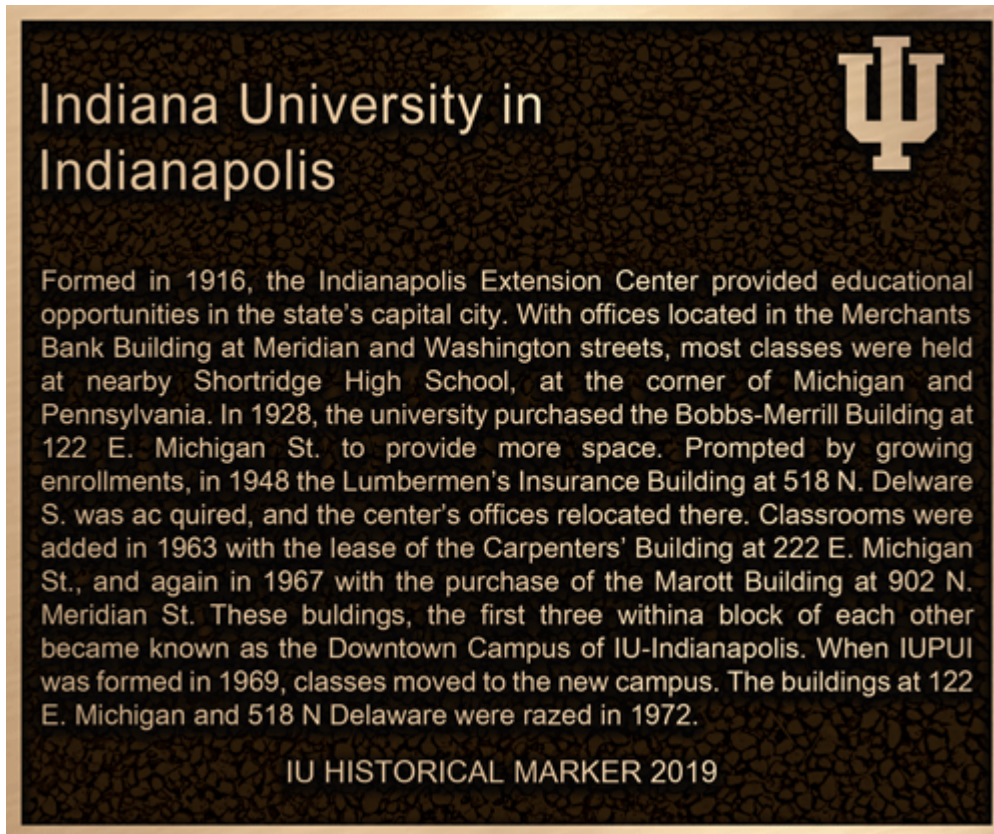 Indiana University in
Indianapolis
Formed in 1916, the Indianapolis Extension Center provided educational
opportunities in the state’s capital city. With offices located in the Merchants
Bank Building at Meridian and Washington streets, most classes were held
at nearby Shortridge High School, at the corner of Michigan and
Pennsylvania. In 1928, the university purchased the Bobbs-Merrill Building at
122 E. Michigan St. to provide more space. Prompted by growing
enrollments, in 1948 the Lumbermen’s Insurance Building at 518 N. Delware
S. was ac quired, and the center’s offices relocated there. Classrooms were
added in 1963 with the lease of the Carpenters’ Building at 222 E. Michigan
St., and again in 1967 with the purchase of the Marott Building at 902 N.
Meridian St. These buldings, the first three withina block of each other
became known as the Downtown Campus of IU-Indianapolis. When IUPUI
was formed in 1969, classes moved to the new campus. The buildings at 122
E. Michigan and 518 N Delaware were razed in 1972.
IU HISTORICAL MARKER 2019